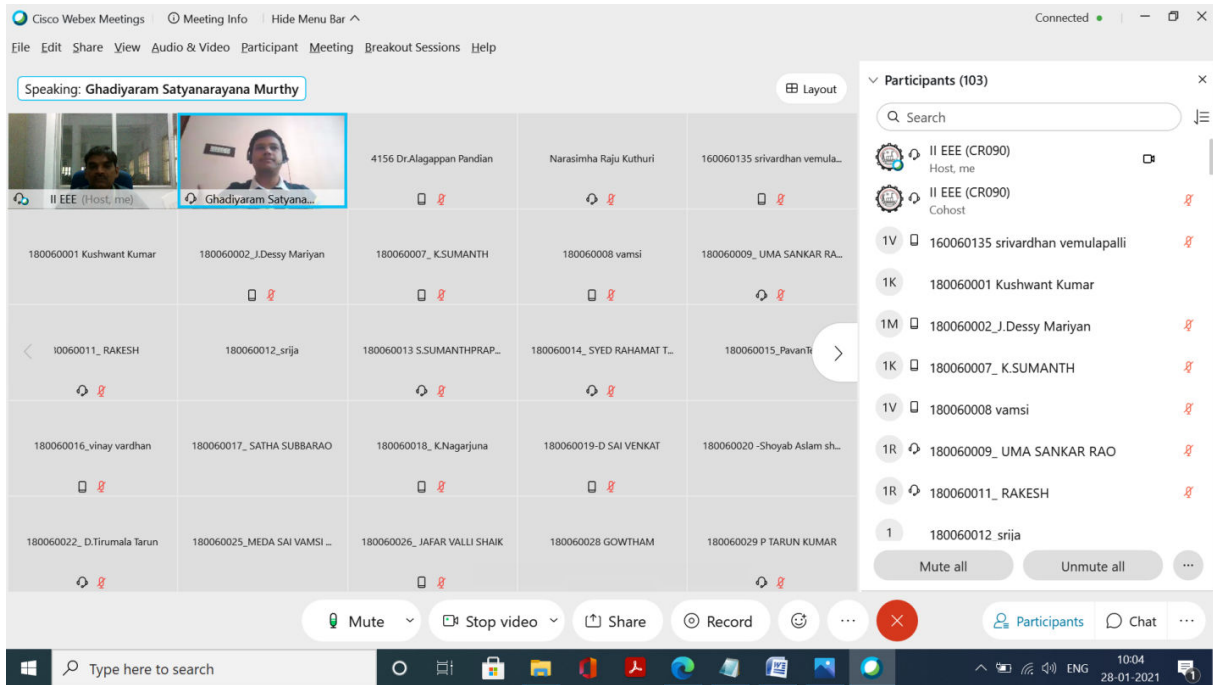 Cisco Webex Meetings Meeting Info Hide Menu Bar Connected
File Edit Share View Audio & Video Participant Meeting Breakout Sessions Help
Speaking: Ghadiyaram Satyanarayana Murthy
Layout
II EEE (Host, me)
Ghadiyaram Satyana...
4156 Dr.Alagappan Pandian
Narasimha Raju Kuthuri
160060135 srivardhan vemula...
180060001 Kushwant Kumar
180060002_J.Dessy Mariyan
180060007_ K.SUMANTH
180060008 vamsi
180060009_ UMA SANKAR RA...
10060011_ RAKESH
180060012_srija
180060013 S.SUMANTHPRAP...
180060014_ SYED RAHAMAT T...
180060015_PavanTe
180060016_vinay vardhan
180060017_ SATHA SUBBARAO
180060018_ K.Nagarjuna
180060019-D SAI VENKAT
180060020 -Shoyab Aslam sh...
180060022_ D.Tirumala Tarun
180060025_MEDA SAI VAMSI ...
180060026_ JAFAR VALLI SHAIK
180060028 GOWTHAM
180060029 P TARUN KUMAR
Participants (103)
Search
II EEE (CR090)
Host, me
II EEE (CR090)
Cohost
1V 160060135 srivardhan vemulapalli
1K 180060001 Kushwant Kumar
1M 180060002_J.Dessy Mariyan
1K 180060007_ K.SUMANTH
1V 180060008 vamsi
1R 180060009_ UMA SANKAR RAO
1R 180060011_ RAKESH
1 180060012_srija
Mute all Unmute all
Mute Stop video Share Record Participants Chat
Type here to search
ENG
10:04
28-01-2021
1